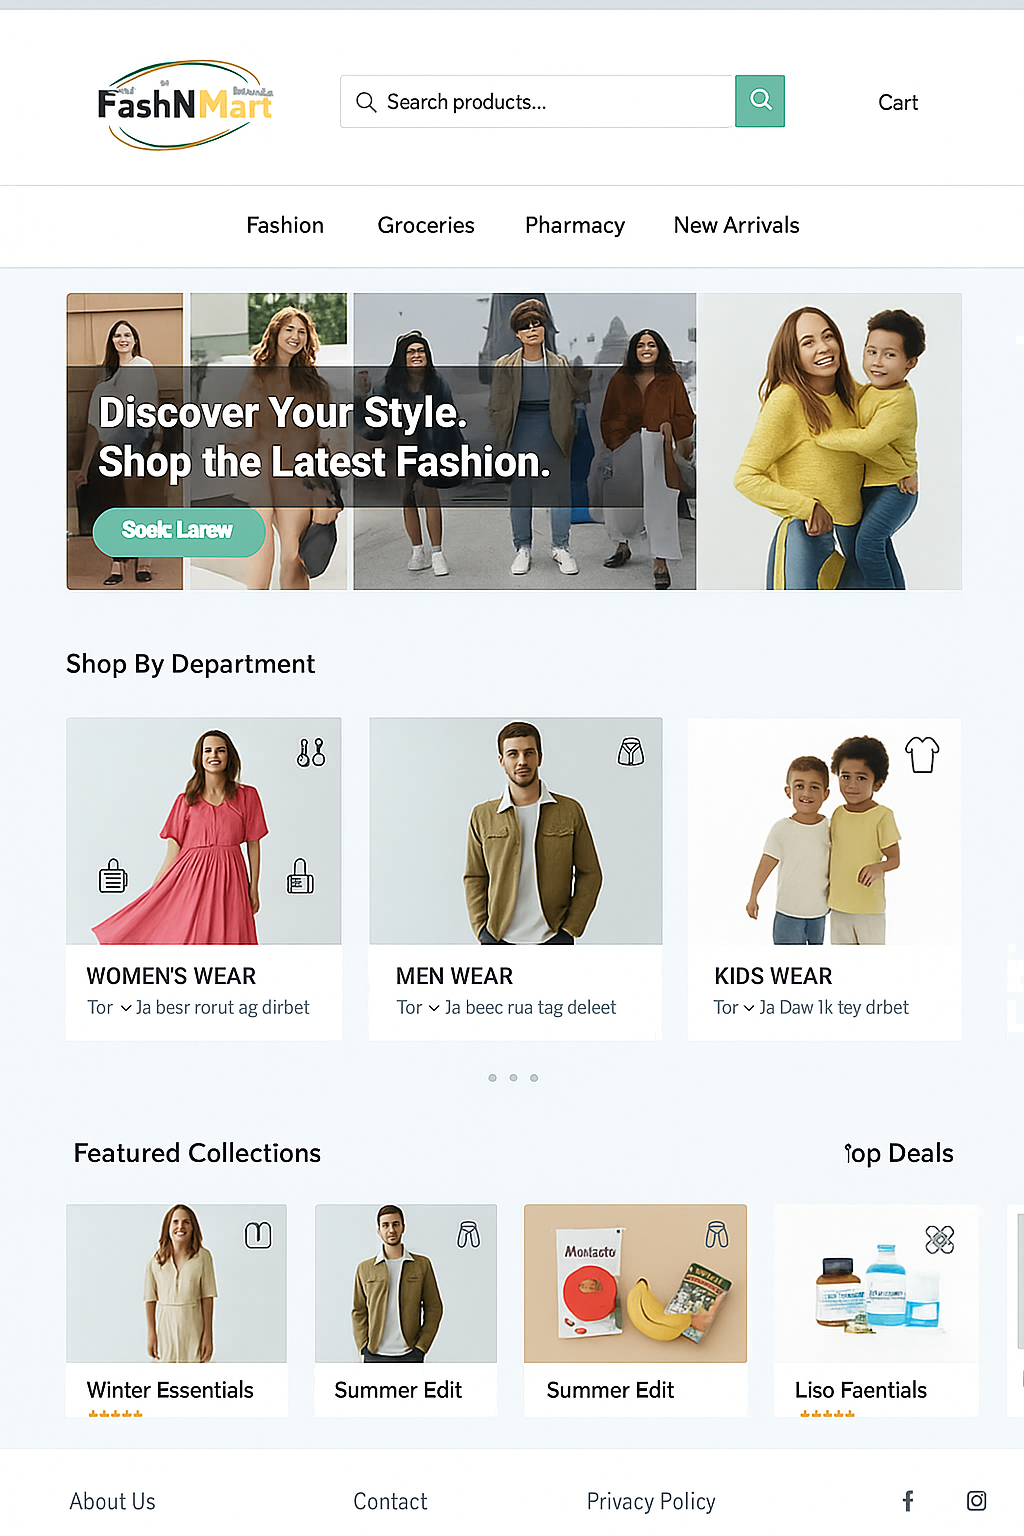 FashNMart
Search products...
Cart
Fashion
Groceries
Pharmacy
New Arrivals
Discover Your Style.
Shop the Latest Fashion.
Soek: Larew
Shop By Department
WOMEN'S WEAR
Tor Ja besr rorut ag dirbet
MEN WEAR
Tor Ja beec rua tag deleet
KIDS WEAR
Tor Ja Daw 1k tey drbet
Featured Collections
Top Deals
Montacto
Winter Essentials
Summer Edit
Summer Edit
Liso Faentials
About Us
Contact
Privacy Policy